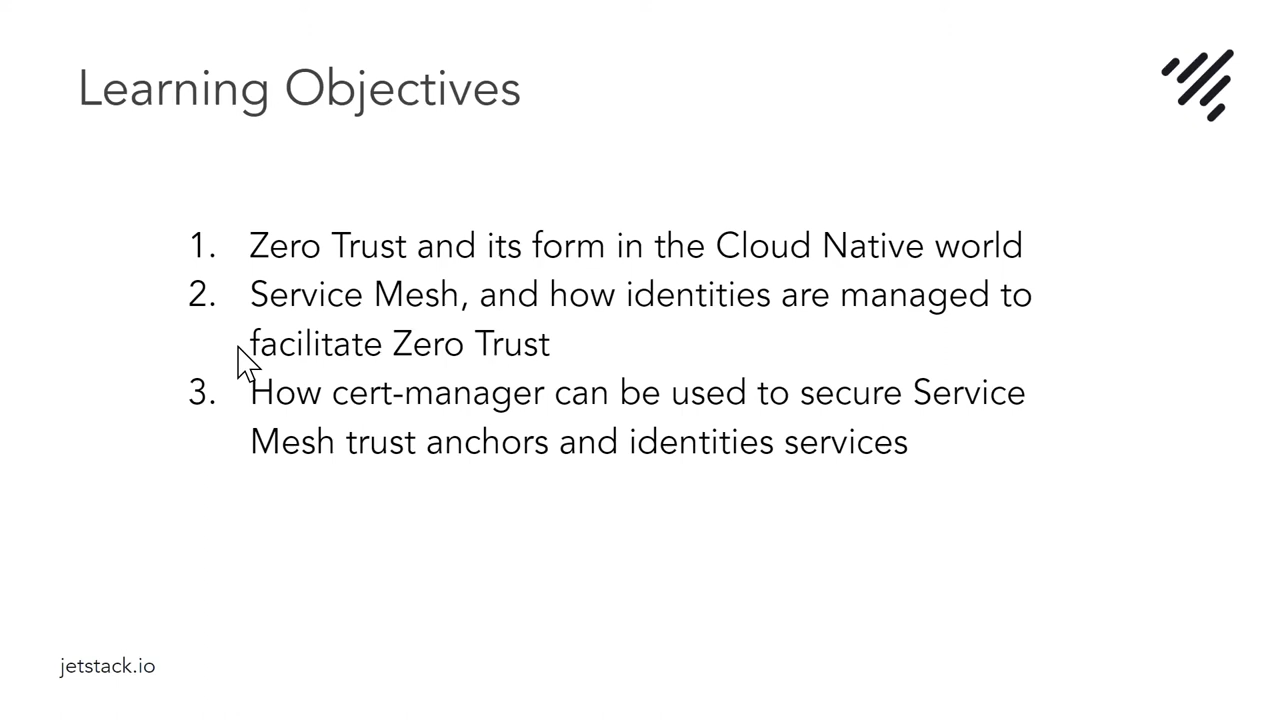 Learning Objectives
1. Zero Trust and its form in the Cloud Native world
2. Service Mesh, and how identities are managed to
facilitate Zero Trust
3. How cert-manager can be used to secure Service
Mesh trust anchors and identities services
jetstack.io